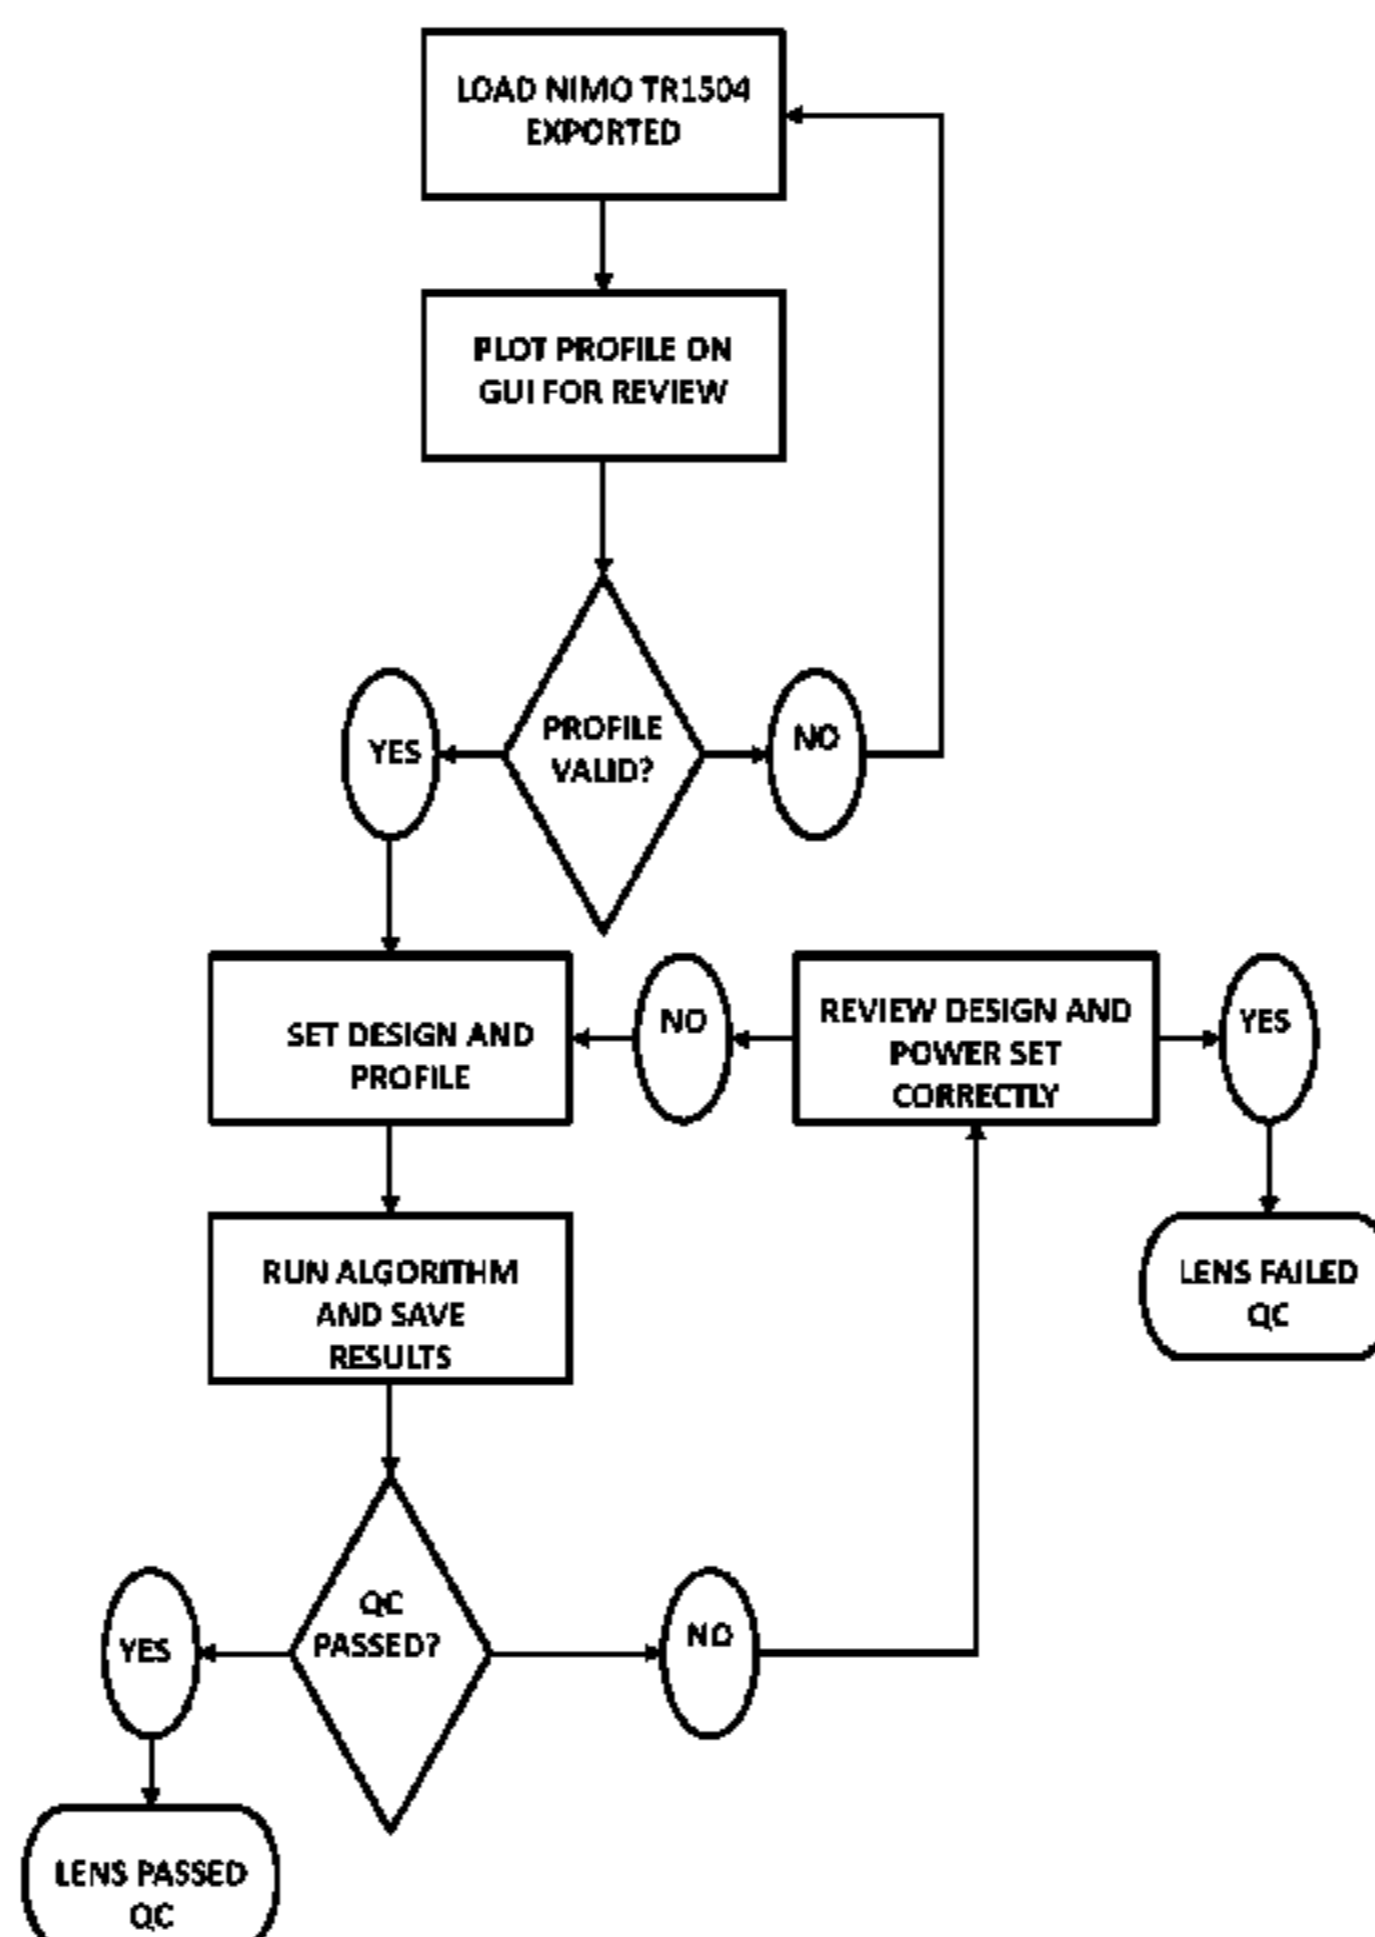 LOAD NIMO TR1504
EXPORTED
PLOT PROFILE ON
GUI FOR REVIEW
PROFILE
VALID?
YES
NO
SET DESIGN AND
PROFILE
NO
REVIEW DESIGN AND
POWER SET
CORRECTLY
YES
RUN ALGORITHM
AND SAVE
RESULTS
LENS FAILED
QC
QC
PASSED?
YES
NO
LENS PASSED
QC